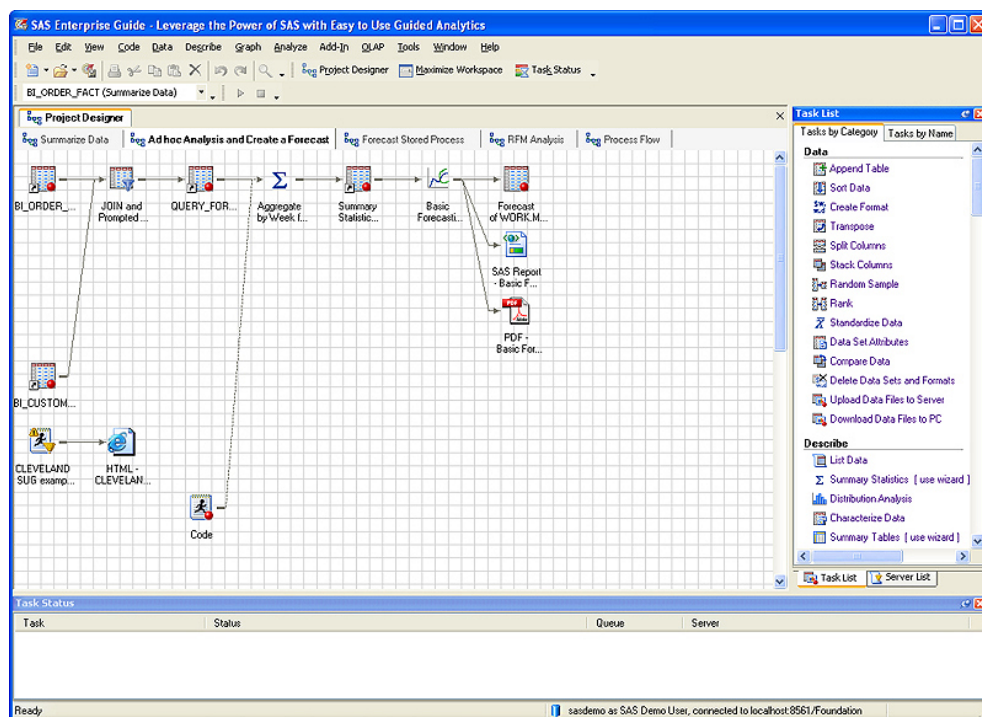 SAS Enterprise Guide - Leverage the Power of SAS with Easy to Use Guided Analytics
File Edit View Code Data Describe Graph Analyze Add-In OLAP Tools Window Help
Project Designer Maximize Workspace Task Status
BI_ORDER_FACT (Summarize Data)
Project Designer
Summarize Data Ad hoc Analysis and Create a Forecast Forecast Stored Process RFM Analysis Process Flow
BI_ORDER_...
JOIN and
Prompted ...
QUERY_FOR...
Aggregate
by Week f...
Summary
Statistic...
Basic
Forecasti...
Forecast
of WORK.M...
SAS Report
- Basic F...
PDF -
Basic For...
BI_CUSTOM...
CLEVELAND
SUG examp...
HTML -
CLEVELAN...
Code
Task List
Tasks by Category Tasks by Name
Data
Append Table
Sort Data
Create Format
Transpose
Split Columns
Stack Columns
Random Sample
Rank
Standardize Data
Data Set Attributes
Compare Data
Delete Data Sets and Formats
Upload Data Files to Server
Download Data Files to PC
Describe
List Data
Summary Statistics [ use wizard ]
Distribution Analysis
Characterize Data
Summary Tables [ use wizard ]
Task List Server List
Task Status
Task Status Queue Server
Ready sasdemo as SAS Demo User, connected to localhost:8561/Foundation